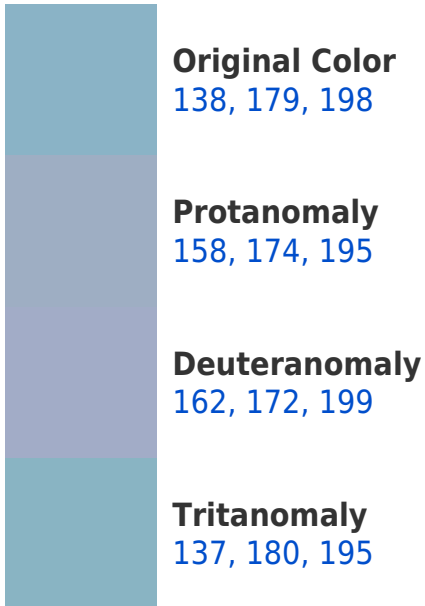 Original Color
138, 179, 198
Protanomaly
158, 174, 195
Deuteranomaly
162, 172, 199
Tritanomaly
137, 180, 195